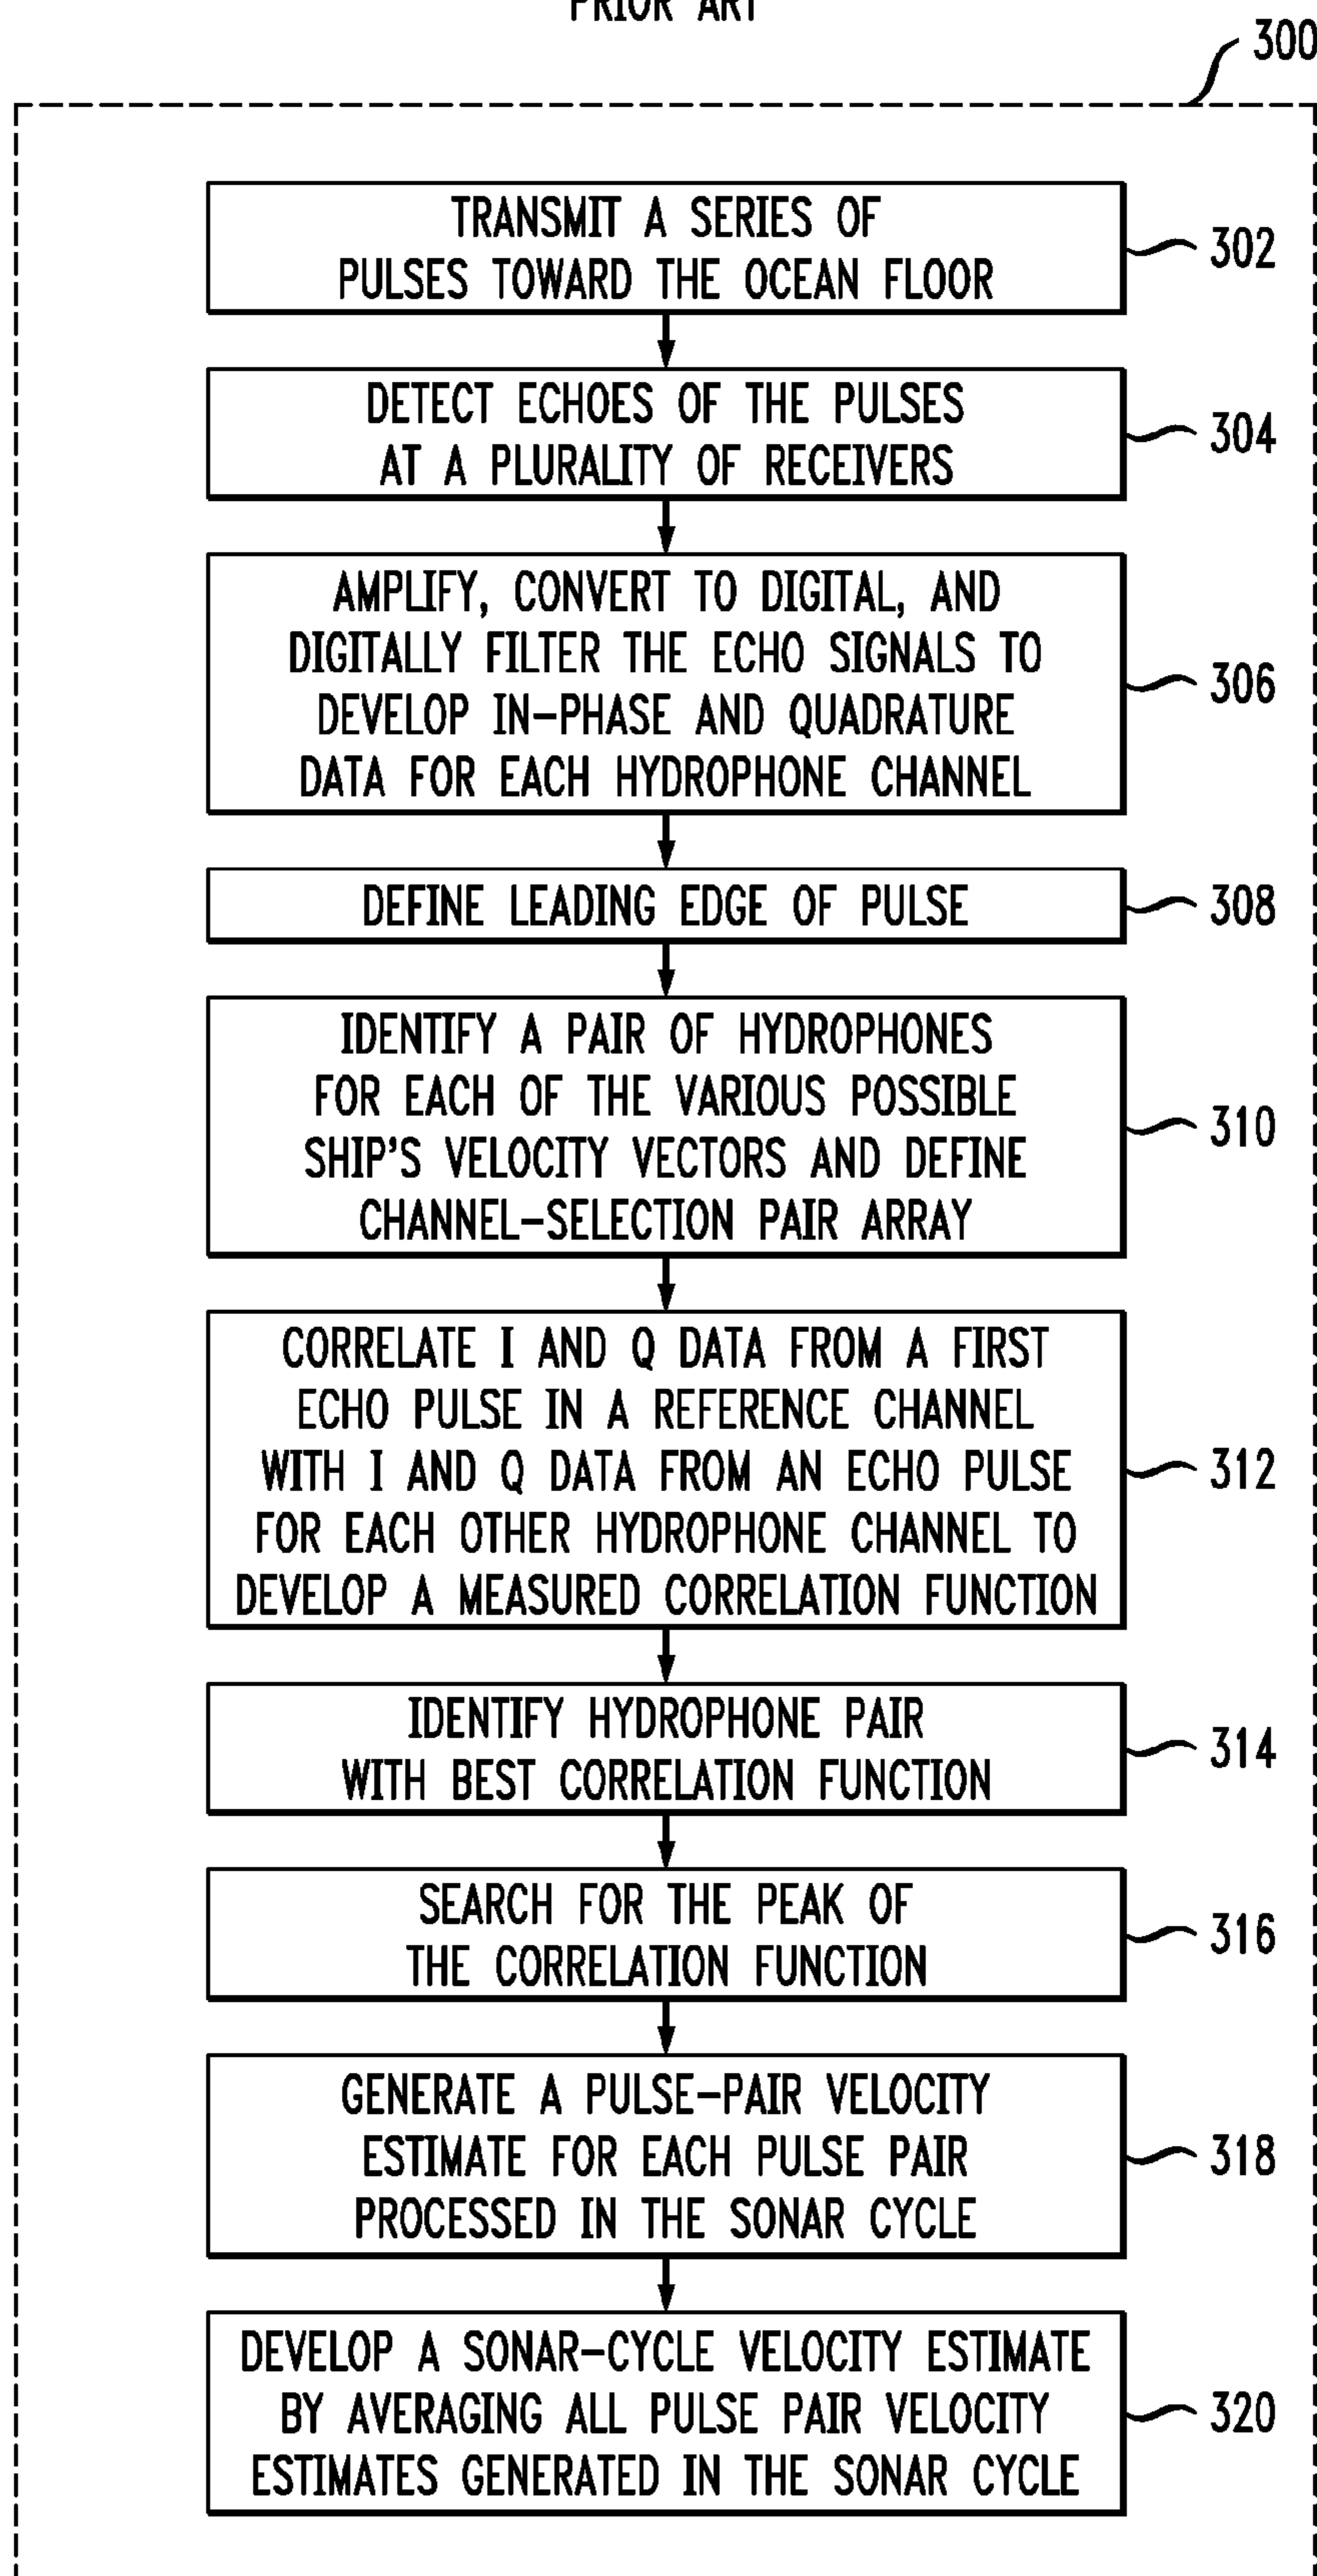 PRIOR ART
300
TRANSMIT A SERIES OF
PULSES TOWARD THE OCEAN FLOOR
302
DETECT ECHOES OF THE PULSES
AT A PLURALITY OF RECEIVERS
304
AMPLIFY, CONVERT TO DIGITAL, AND
DIGITALLY FILTER THE ECHO SIGNALS TO
DEVELOP IN-PHASE AND QUADRATURE
DATA FOR EACH HYDROPHONE CHANNEL
306
DEFINE LEADING EDGE OF PULSE
308
IDENTIFY A PAIR OF HYDROPHONES
FOR EACH OF THE VARIOUS POSSIBLE
SHIP'S VELOCITY VECTORS AND DEFINE
CHANNEL-SELECTION PAIR ARRAY
310
CORRELATE I AND Q DATA FROM A FIRST
ECHO PULSE IN A REFERENCE CHANNEL
WITH I AND Q DATA FROM AN ECHO PULSE
FOR EACH OTHER HYDROPHONE CHANNEL TO
DEVELOP A MEASURED CORRELATION FUNCTION
312
IDENTIFY HYDROPHONE PAIR
WITH BEST CORRELATION FUNCTION
314
SEARCH FOR THE PEAK OF
THE CORRELATION FUNCTION
316
GENERATE A PULSE-PAIR VELOCITY
ESTIMATE FOR EACH PULSE PAIR
PROCESSED IN THE SONAR CYCLE
318
DEVELOP A SONAR-CYCLE VELOCITY ESTIMATE
BY AVERAGING ALL PULSE PAIR VELOCITY
ESTIMATES GENERATED IN THE SONAR CYCLE
320